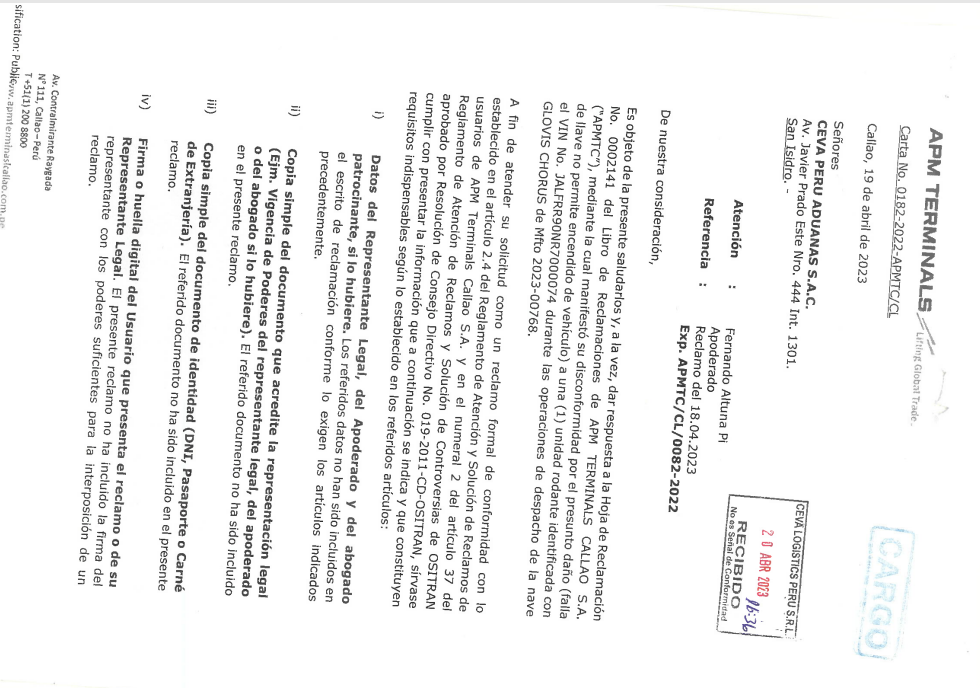 APM TERMINALS
Lifting Global Trade.
Carta No. 0182-2022-APMTC/CL
CARGO
Callao, 19 de abril de 2023
Señores
CEVA PERU ADUANAS S.A.C.
Av. Javier Prado Este Nro. 444 Int. 1301.
San Isidro. -
CEVA LOGISTICS PERU S.R.L.
20 ABR 2023 16:36
RECIBIDO
No es Señal de Conformidad
Atención : Fernando Altuna Pi
Apoderado
Referencia : Reclamo del 18.04.2023
Exp. APMTC/CL/0082-2022
De nuestra consideración,
Es objeto de la presente saludarlos y, a la vez, dar respuesta a la Hoja de Reclamación
No. 0002141 del Libro de Reclamaciones de APM TERMINALS CALLAO S.A.
("APMTC"), mediante la cual manifestó su disconformidad por el presunto daño (falla
de llave no permite encendido de vehículo) a una (1) unidad rodante identificada con
el VIN No. JALFRR90NR7000074 durante las operaciones de despacho de la nave
GLOVIS CHORUS de Mfto 2023-00768.
A fin de atender su solicitud como un reclamo formal de conformidad con lo
establecido en el artículo 2.4 del Reglamento de Atención y Solución de Reclamos de
usuarios de APM Terminals Callao S.A. y en el numeral 2 del artículo 37 del
Reglamento de Atención de Reclamos y Solución de Controversias de OSITRAN
aprobado por Resolución de Consejo Directivo No. 019-2011-CD-OSITRAN, sírvase
cumplir con presentar la información que a continuación se indica y que constituyen
requisitos indispensables según lo establecido en los referidos artículos:
i) Datos del Representante Legal, del Apoderado y del abogado
patrocinante, si lo hubiere. Los referidos datos no han sido incluidos en
el escrito de reclamación conforme lo exigen los artículos indicados
precedentemente.
ii) Copia simple del documento que acredite la representación legal
(Ejm. Vigencia de Poderes del representante legal, del apoderado
o del abogado si lo hubiere). El referido documento no ha sido incluido
en el presente reclamo.
iii) Copia simple del documento de identidad (DNI, Pasaporte o Carné
de Extranjería). El referido documento no ha sido incluido en el presente
reclamo.
iv) Firma o huella digital del Usuario que presenta el reclamo o de su
Representante Legal. El presente reclamo no ha incluido la firma del
representante con los poderes suficientes para la interposición de un
reclamo.
Av. Contralmirante Raygada
N° 111, Callao – Perú
T +51(1) 200 8800
www.apmterminalscallao.com.pe
sification: Public